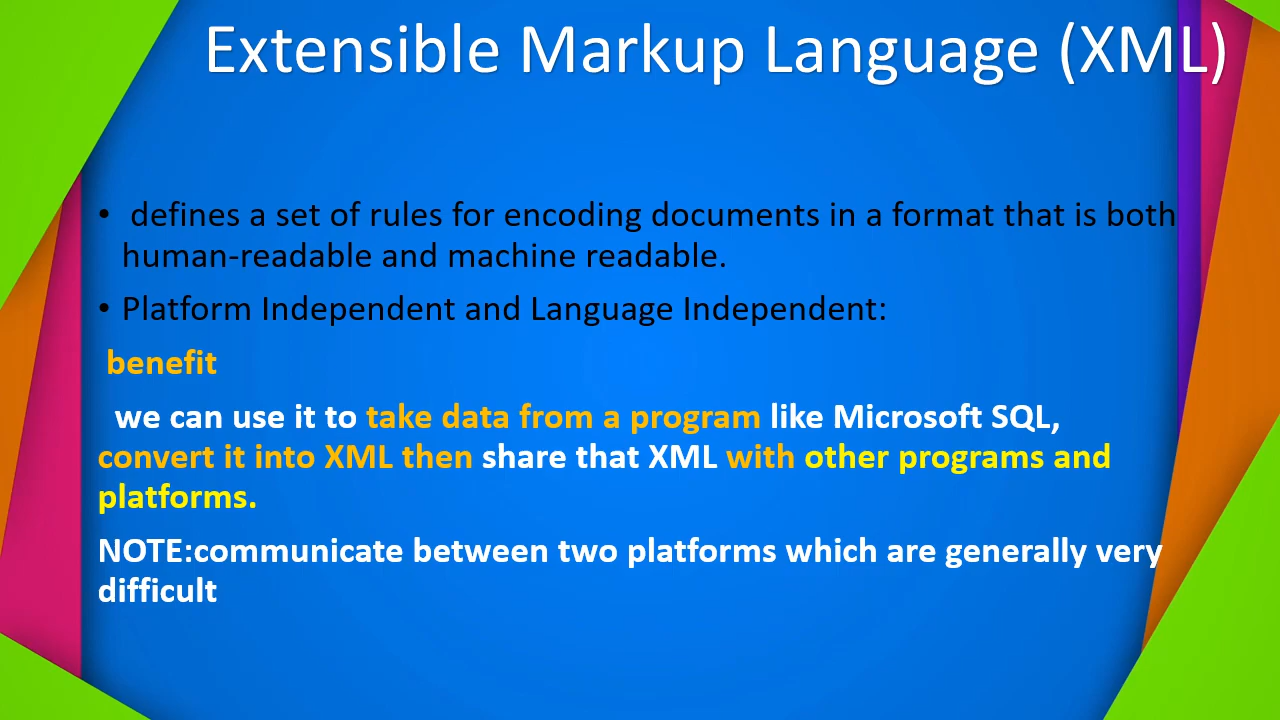 Extensible Markup Language (XML)
• defines a set of rules for encoding documents in a format that is both
human-readable and machine readable.
• Platform Independent and Language Independent:
benefit
we can use it to take data from a program like Microsoft SQL,
convert it into XML then share that XML with other programs and
platforms.
NOTE:communicate between two platforms which are generally very
difficult